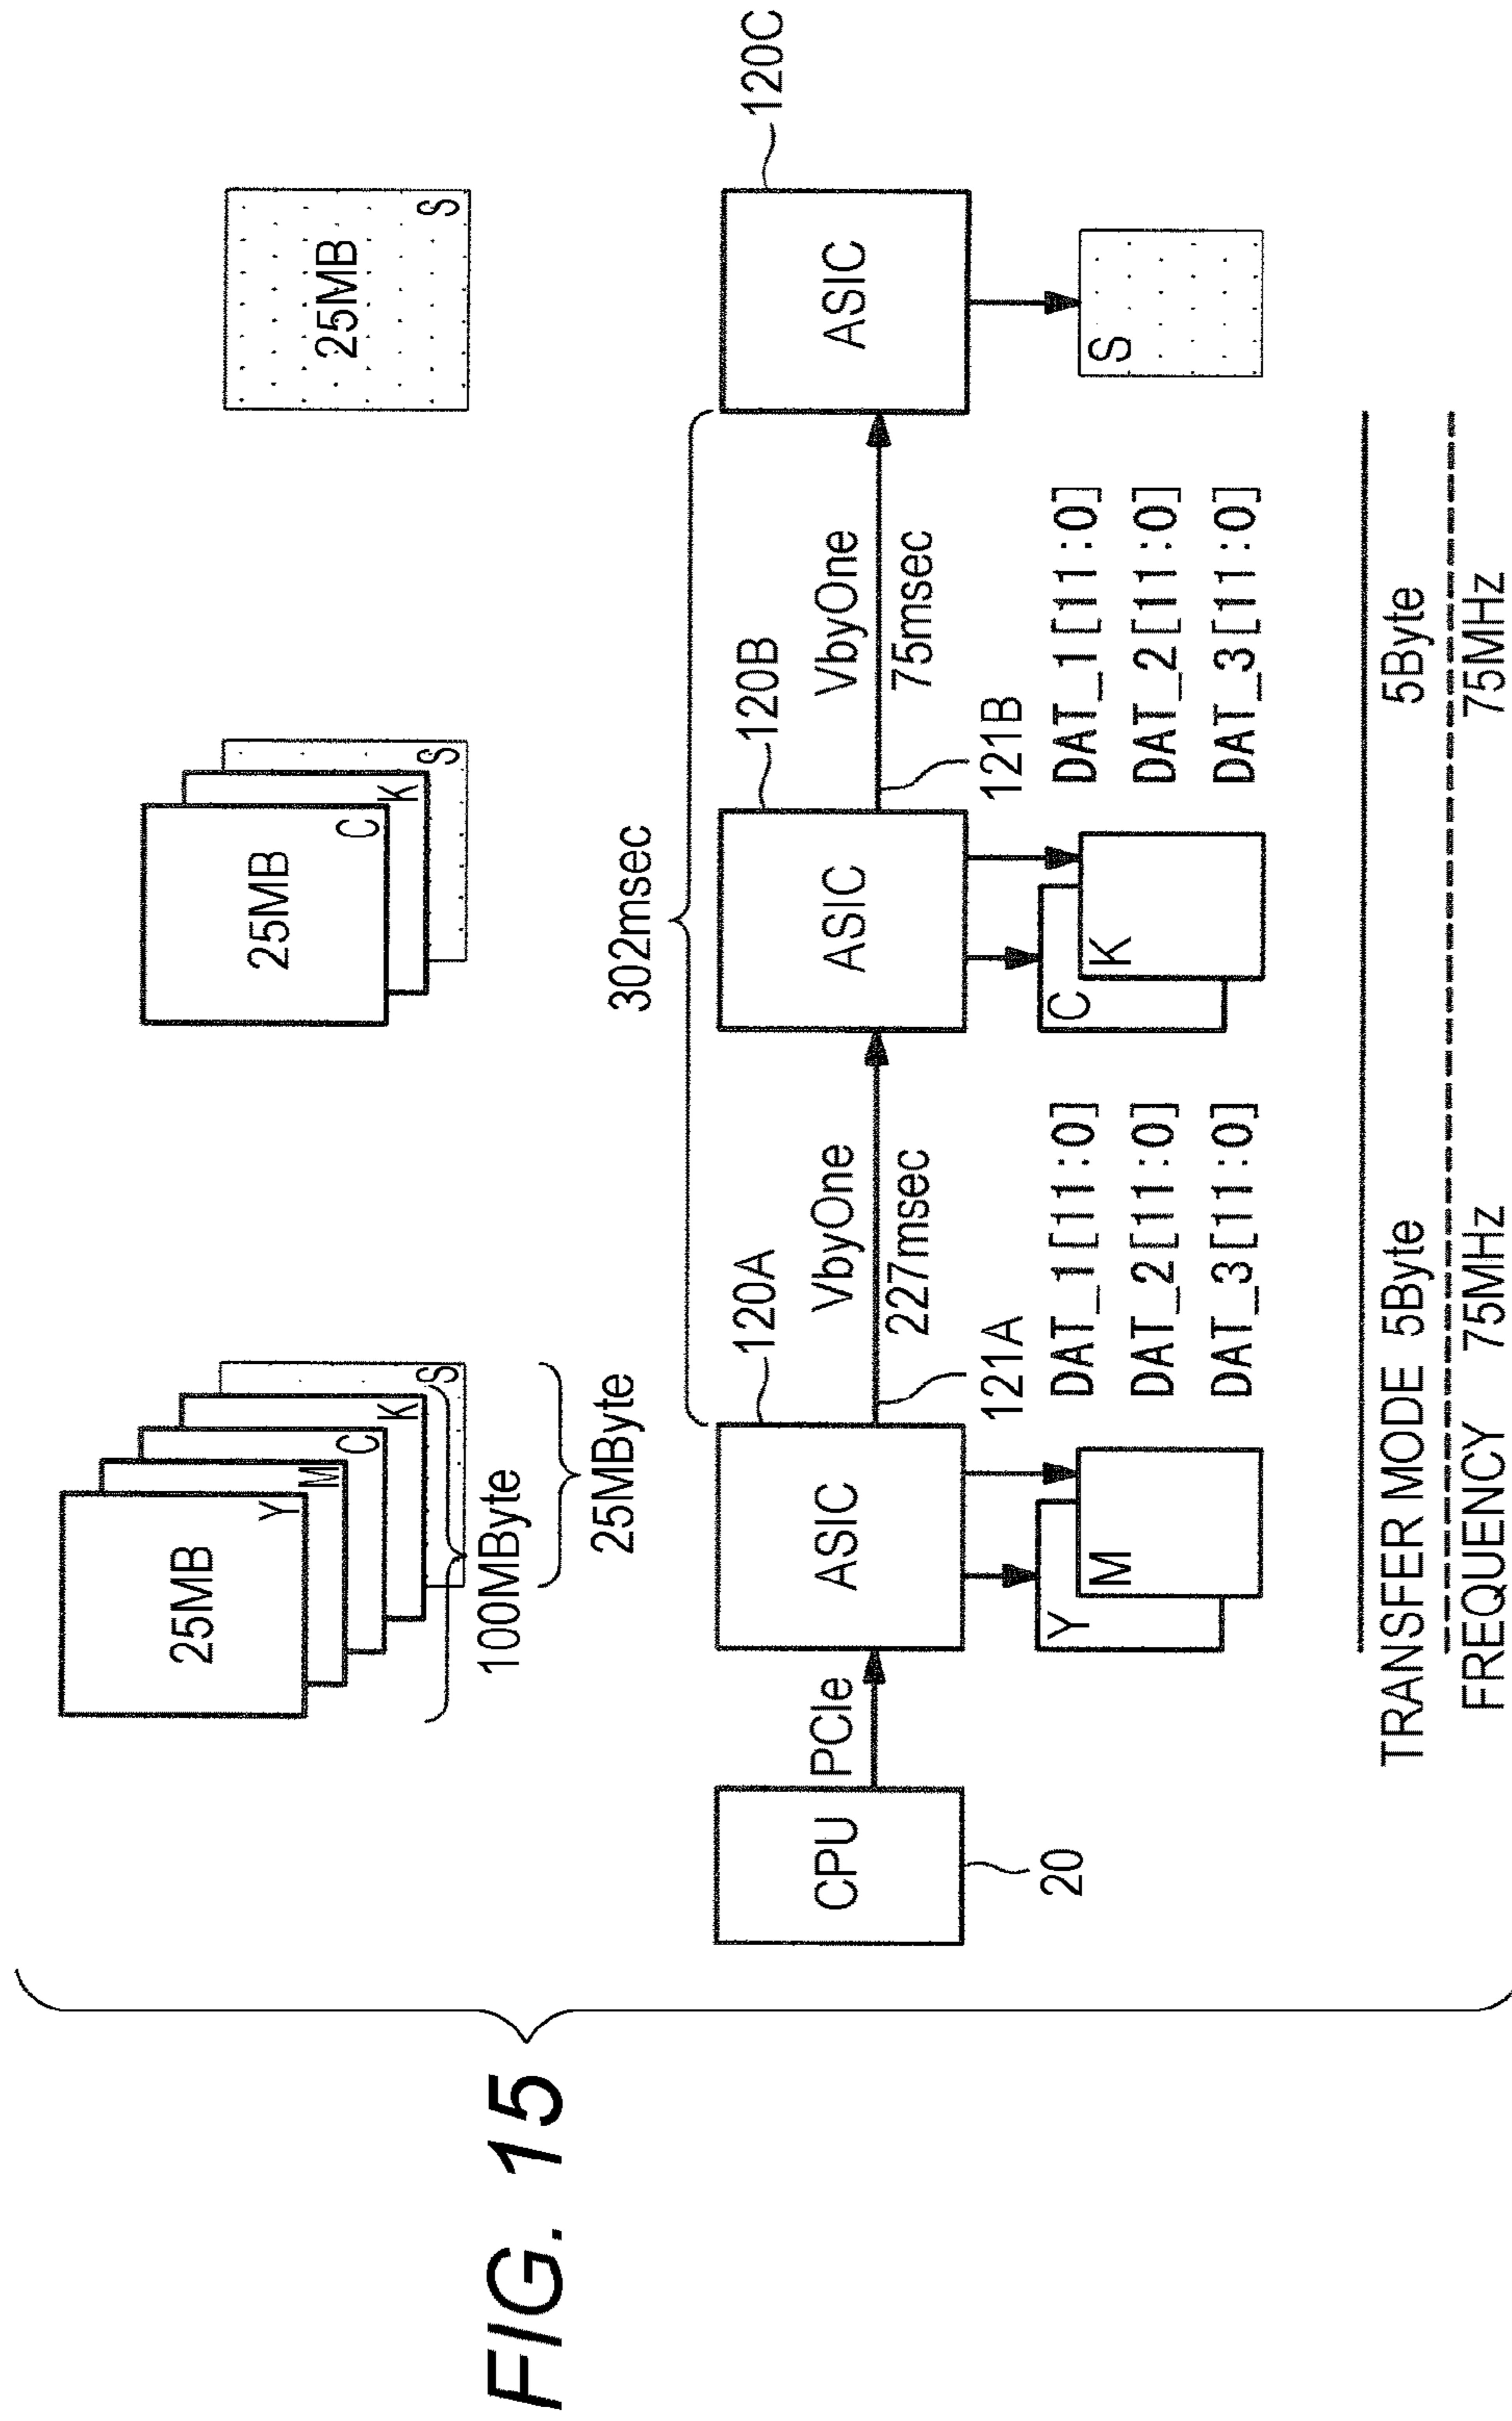 FIG. 15
25MB
Y
M
C
K
S
100MByte
25MByte
25MB
C
K
S
25MB
S
302msec
CPU
20
PCIe
ASIC
120A
VbyOne
227msec
121A
ASIC
120B
VbyOne
75msec
121B
ASIC
120C
Y
M
C
K
S
DAT_1[11:0]
DAT_2[11:0]
DAT_3[11:0]
DAT_1[11:0]
DAT_2[11:0]
DAT_3[11:0]
TRANSFER MODE 5Byte 5Byte
FREQUENCY 75MHz 75MHz